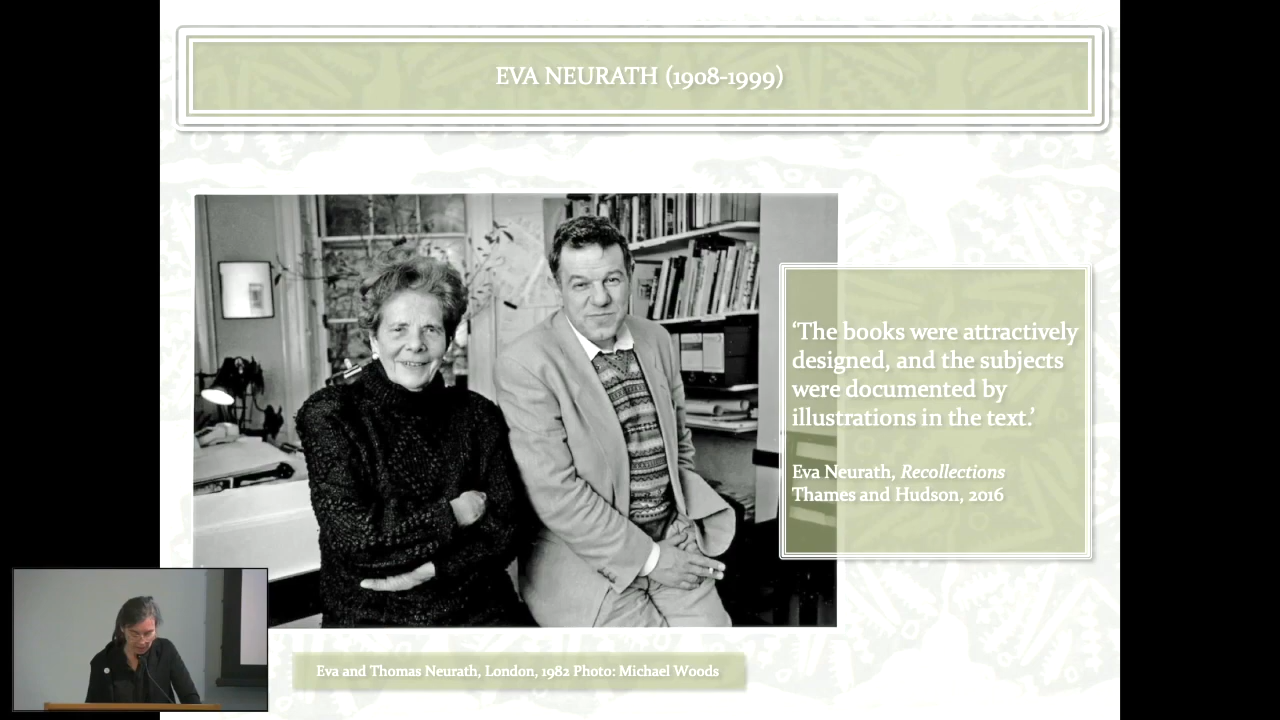 EVA NEURATH (1908-1999)
‘The books were attractively
designed, and the subjects
were documented by
illustrations in the text.’
Eva Neurath, Recollections
Thames and Hudson, 2016
Eva and Thomas Neurath, London, 1982 Photo: Michael Woods